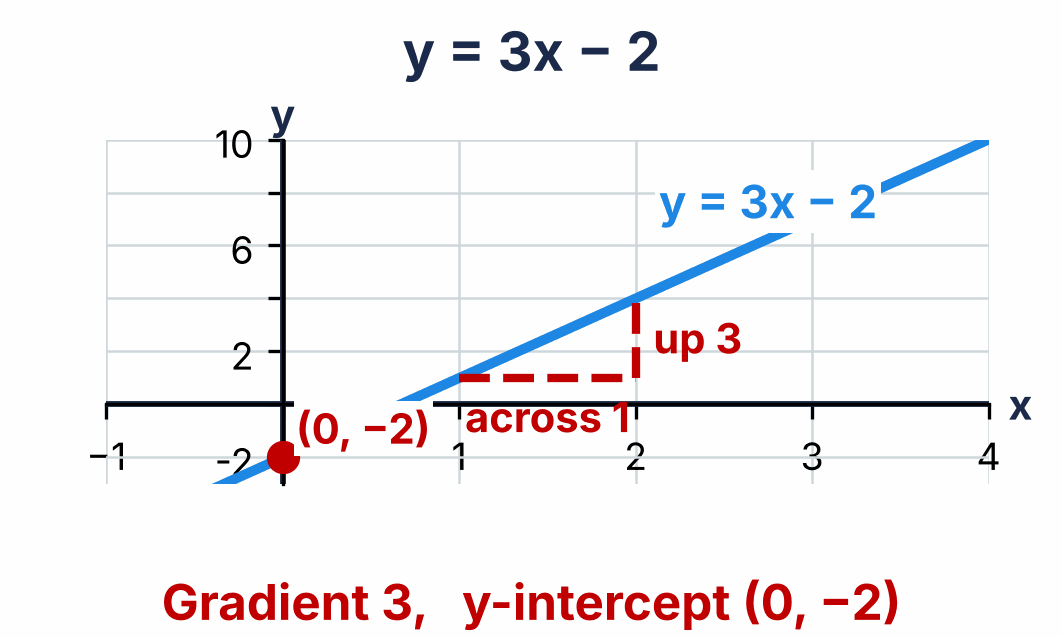 y = 3x − 2
y
10
y = 3x − 2
6
up 3
2
x
(0, −2)
across 1
−1
-2
1
2
3
4
Gradient 3, y-intercept (0, −2)